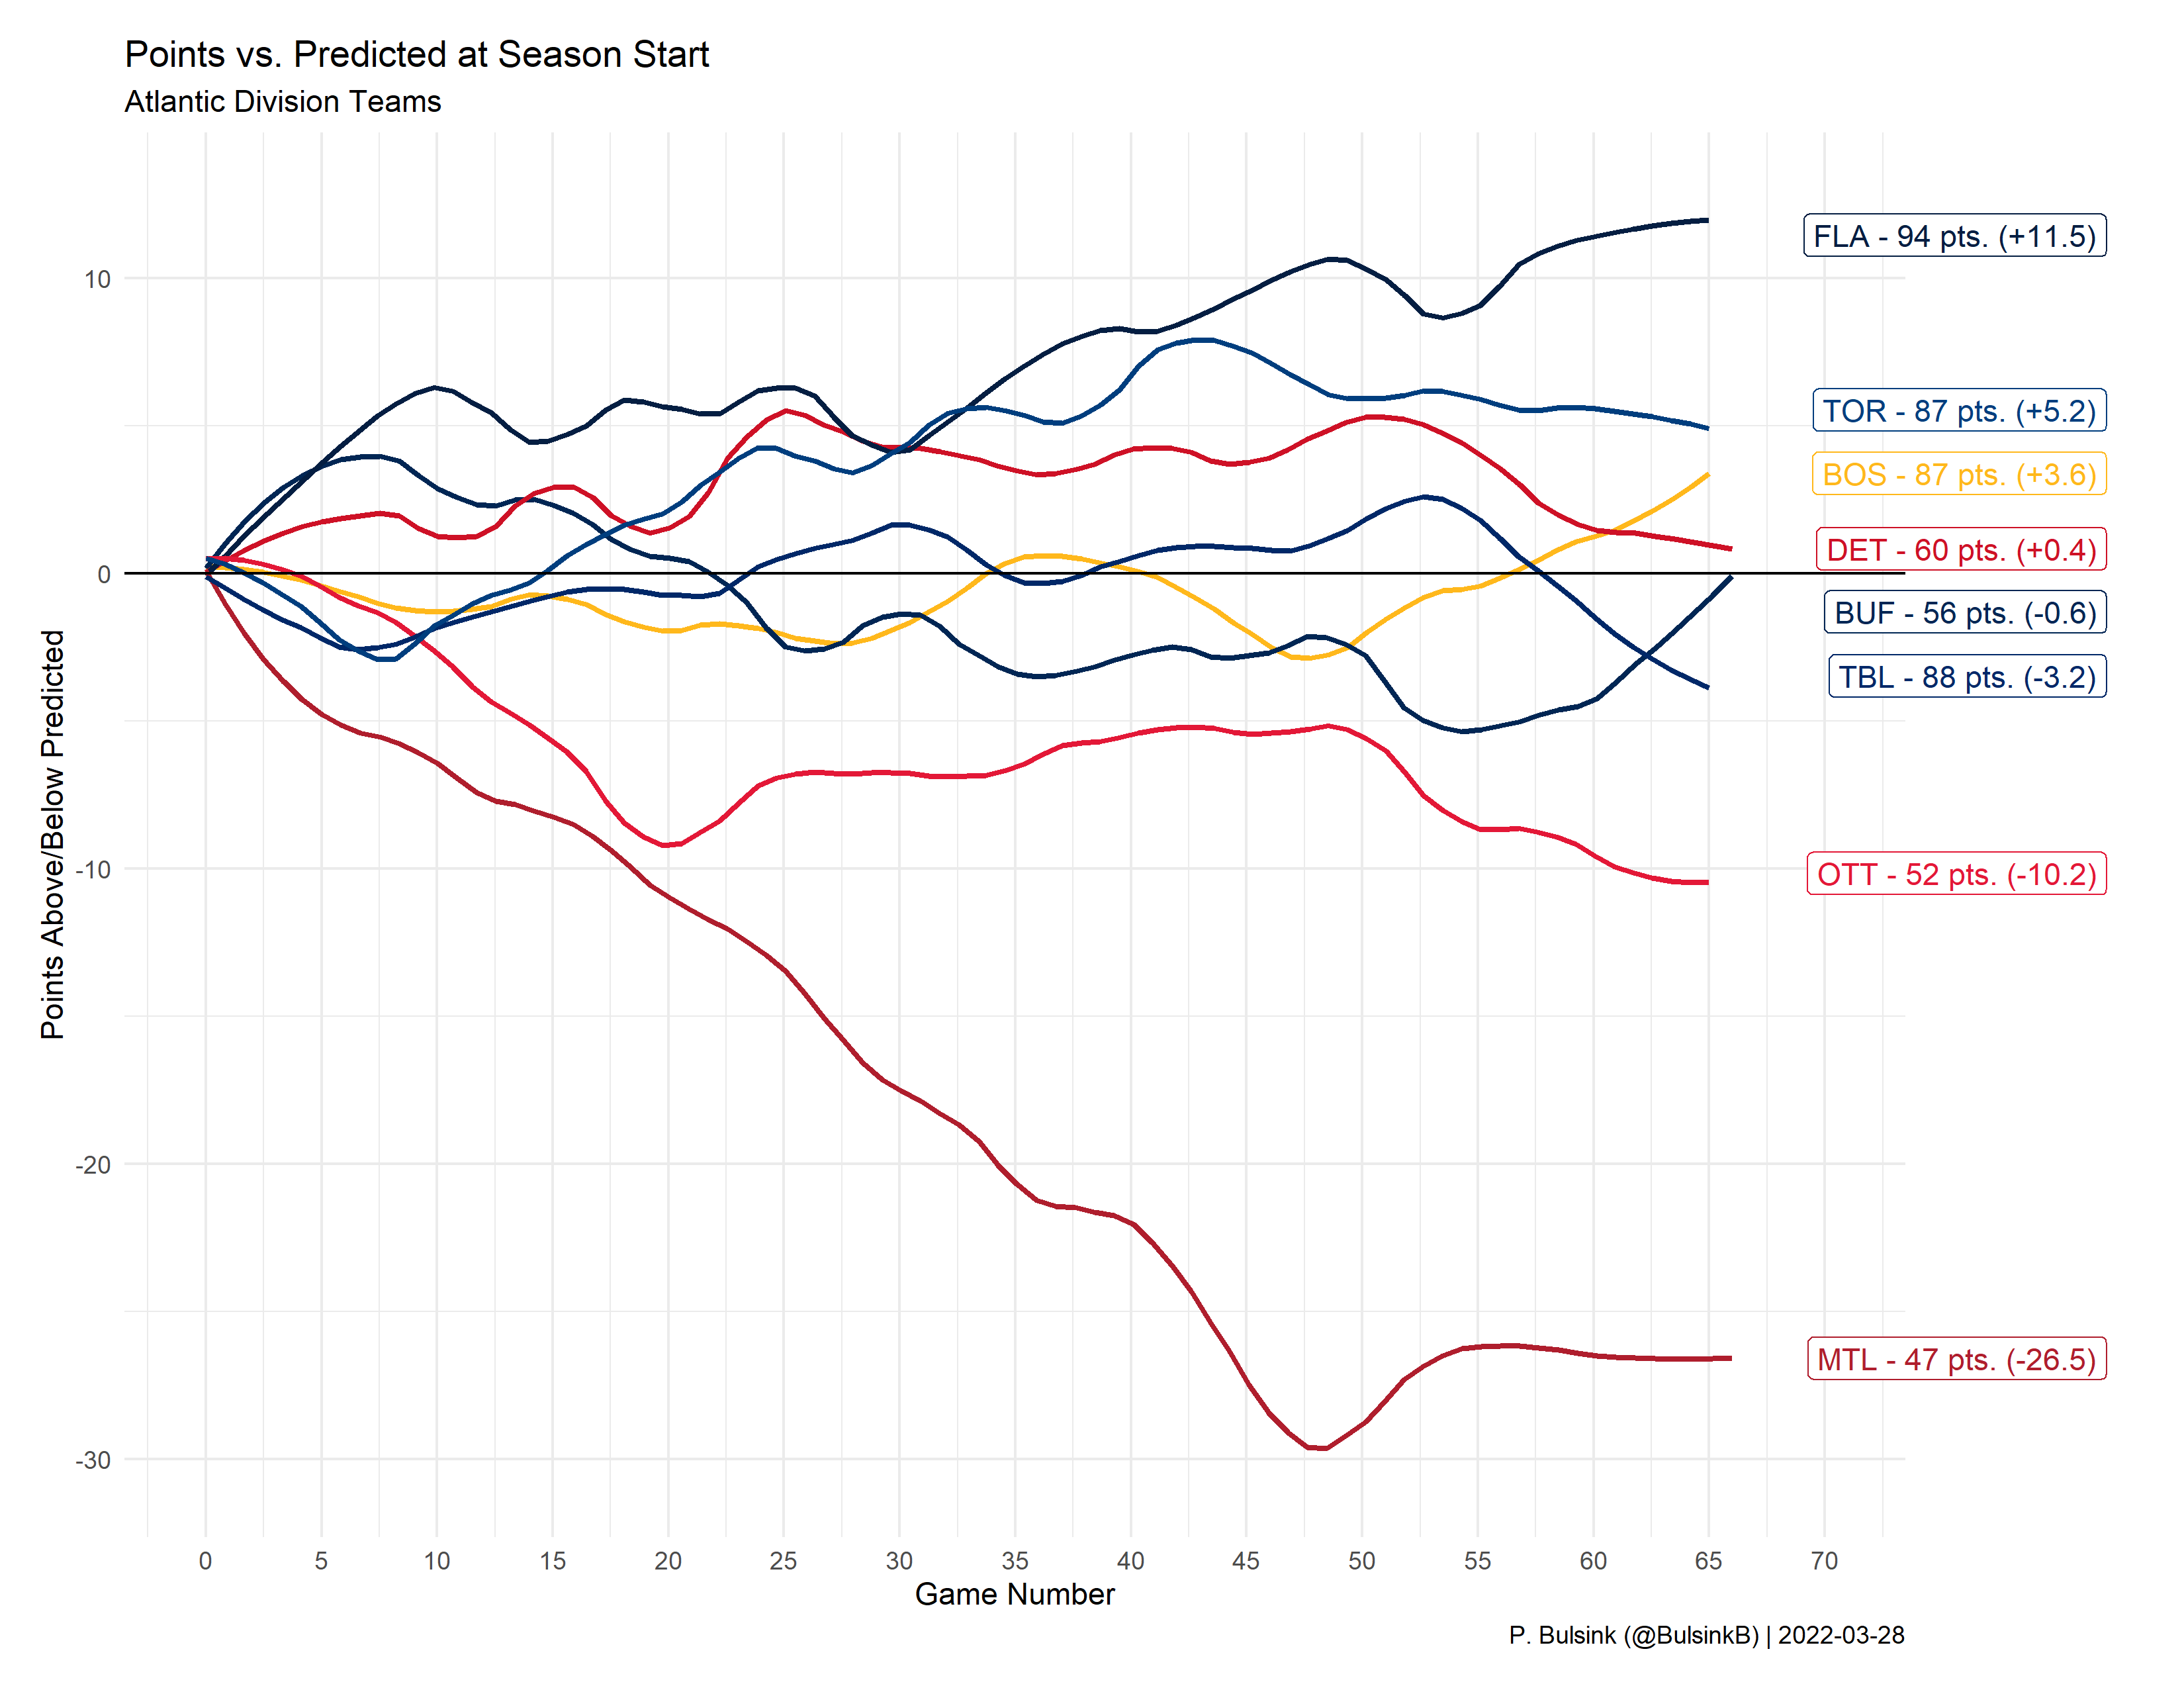 Points vs. Predicted at Season Start
Atlantic Division Teams
Points Above/Below Predicted
10
0
-10
-20
-30
FLA - 94 pts. (+11.5)
TOR - 87 pts. (+5.2)
BOS - 87 pts. (+3.6)
DET - 60 pts. (+0.4)
BUF - 56 pts. (-0.6)
TBL - 88 pts. (-3.2)
OTT - 52 pts. (-10.2)
MTL - 47 pts. (-26.5)
0 5 10 15 20 25 30 35 40 45 50 55 60 65 70
Game Number
P. Bulsink (@BulsinkB) | 2022-03-28